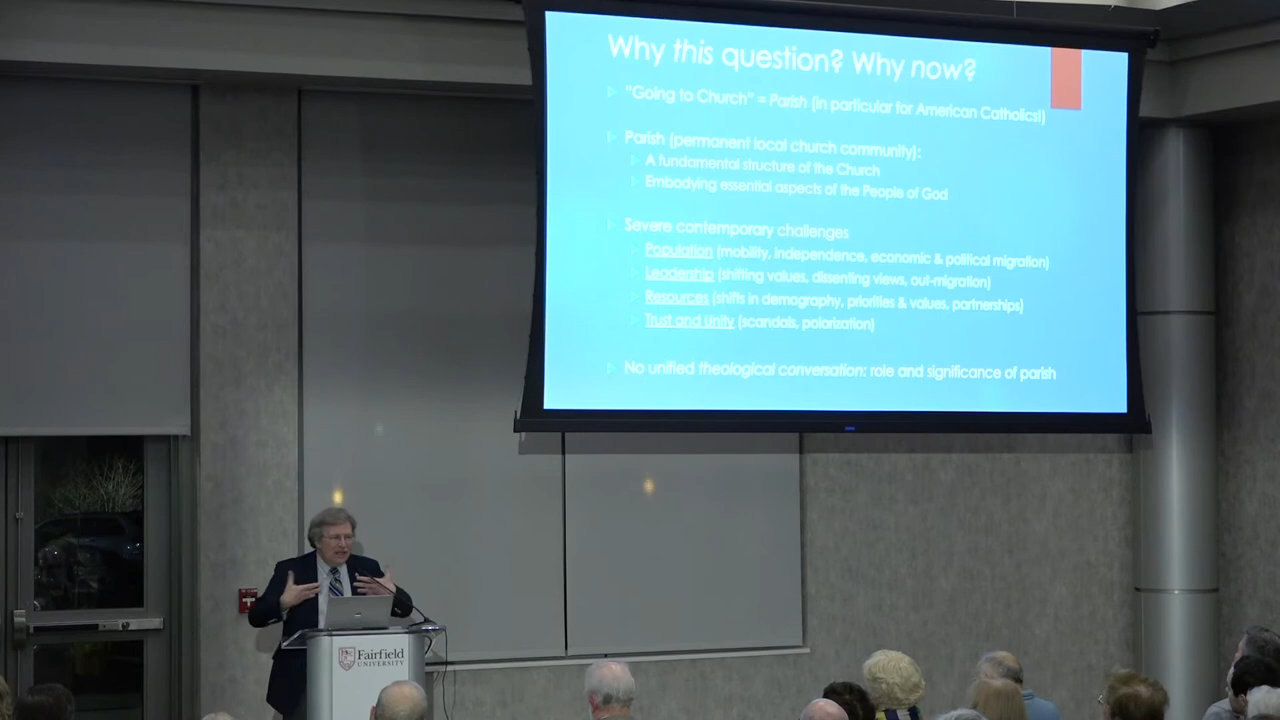 Why this question? Why now?
"Going to Church" = Parish (in particular for American Catholics!)
Parish (permanent local church community):
A fundamental structure of the Church
Embodying essential aspects of the People of God
Severe contemporary challenges
Population (mobility, independence, economic & political migration)
Leadership (shifting values, dissenting views, out-migration)
Resources (shifts in demography, priorities & values, partnerships)
Trust and Unity (scandals, polarization)
No unified theological conversation: role and significance of parish
Fairfield
UNIVERSITY